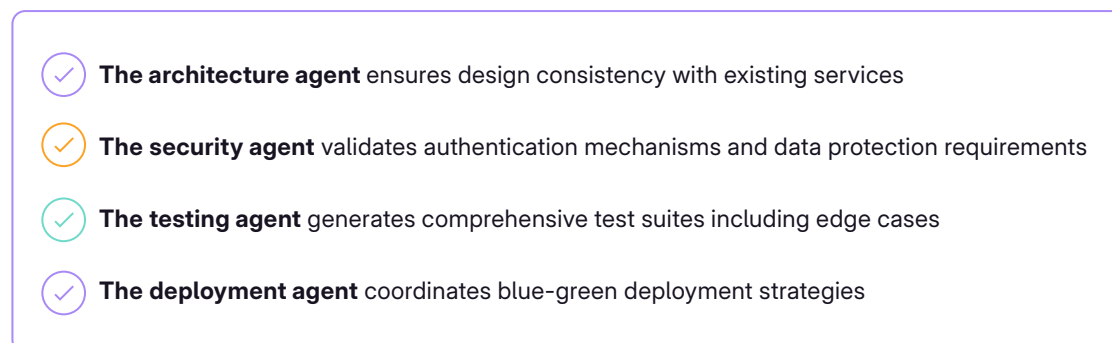 The architecture agent ensures design consistency with existing services
The security agent validates authentication mechanisms and data protection requirements
The testing agent generates comprehensive test suites including edge cases
The deployment agent coordinates blue-green deployment strategies